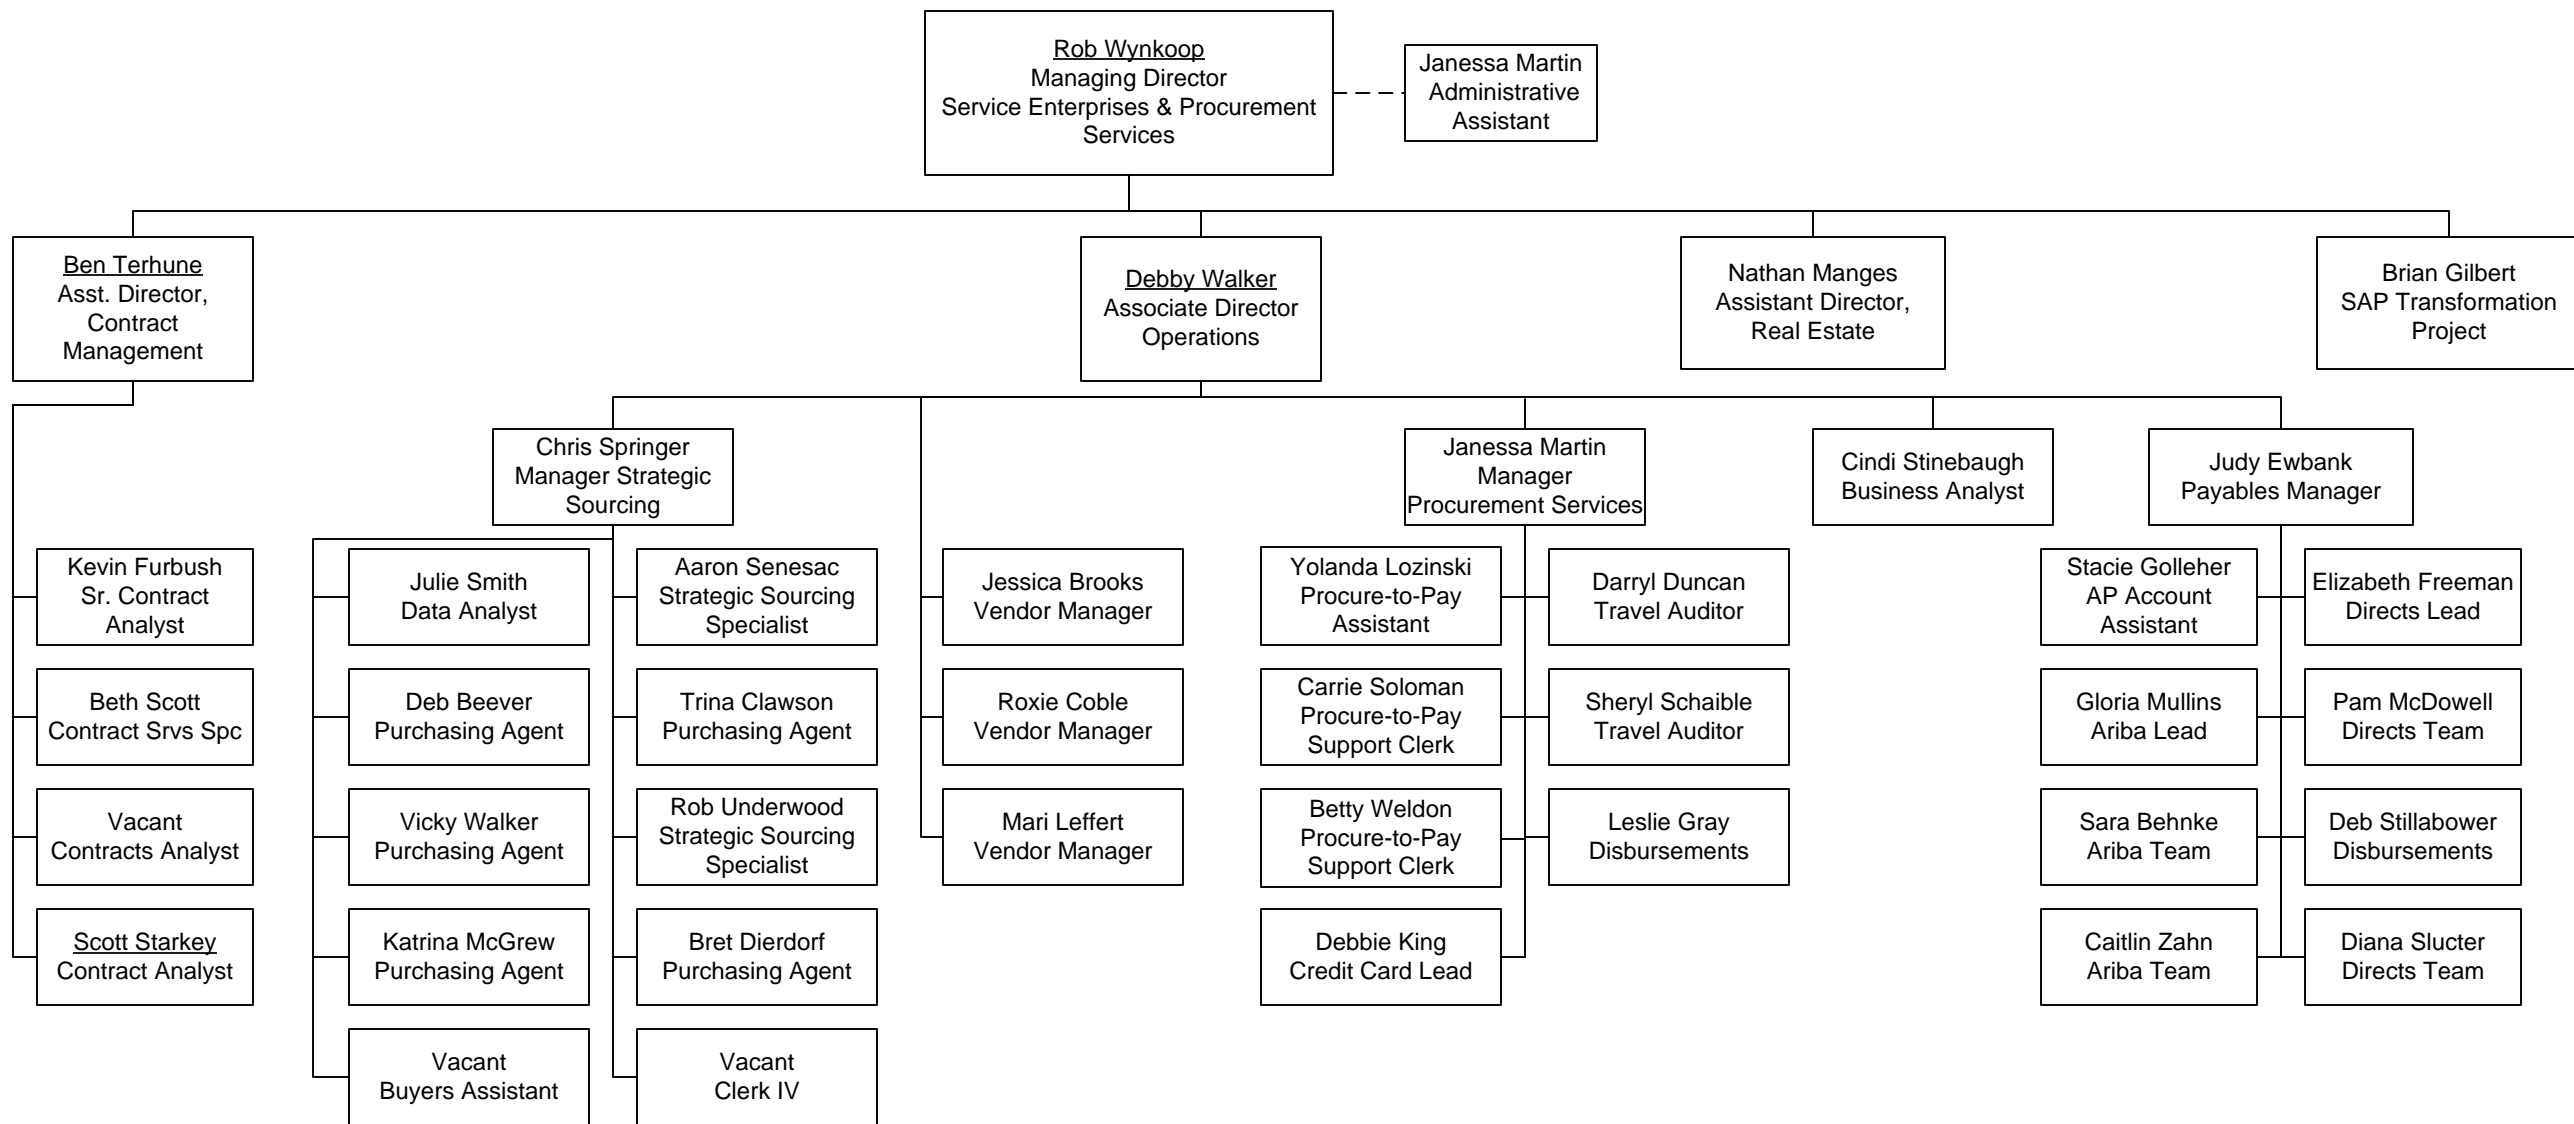 Rob Wynkoop
Managing Director
Service Enterprises & Procurement
Services
Janessa Martin
Administrative
Assistant
Ben Terhune
Asst. Director,
Contract
Management
Debby Walker
Associate Director
Operations
Nathan Manges
Assistant Director,
Real Estate
Brian Gilbert
SAP Transformation
Project
Chris Springer
Manager Strategic
Sourcing
Janessa Martin
Manager
Procurement Services
Cindi Stinebaugh
Business Analyst
Judy Ewbank
Payables Manager
Kevin Furbush
Sr. Contract
Analyst
Julie Smith
Data Analyst
Aaron Senesac
Strategic Sourcing
Specialist
Jessica Brooks
Vendor Manager
Yolanda Lozinski
Procure-to-Pay
Assistant
Darryl Duncan
Travel Auditor
Stacie Golleher
AP Account
Assistant
Elizabeth Freeman
Directs Lead
Beth Scott
Contract Srvs Spc
Deb Beever
Purchasing Agent
Trina Clawson
Purchasing Agent
Roxie Coble
Vendor Manager
Carrie Soloman
Procure-to-Pay
Support Clerk
Sheryl Schaible
Travel Auditor
Gloria Mullins
Ariba Lead
Pam McDowell
Directs Team
Vacant
Contracts Analyst
Vicky Walker
Purchasing Agent
Rob Underwood
Strategic Sourcing
Specialist
Mari Leffert
Vendor Manager
Betty Weldon
Procure-to-Pay
Support Clerk
Leslie Gray
Disbursements
Sara Behnke
Ariba Team
Deb Stillabower
Disbursements
Scott Starkey
Contract Analyst
Katrina McGrew
Purchasing Agent
Bret Dierdorf
Purchasing Agent
Debbie King
Credit Card Lead
Caitlin Zahn
Ariba Team
Diana Slucter
Directs Team
Vacant
Buyers Assistant
Vacant
Clerk IV